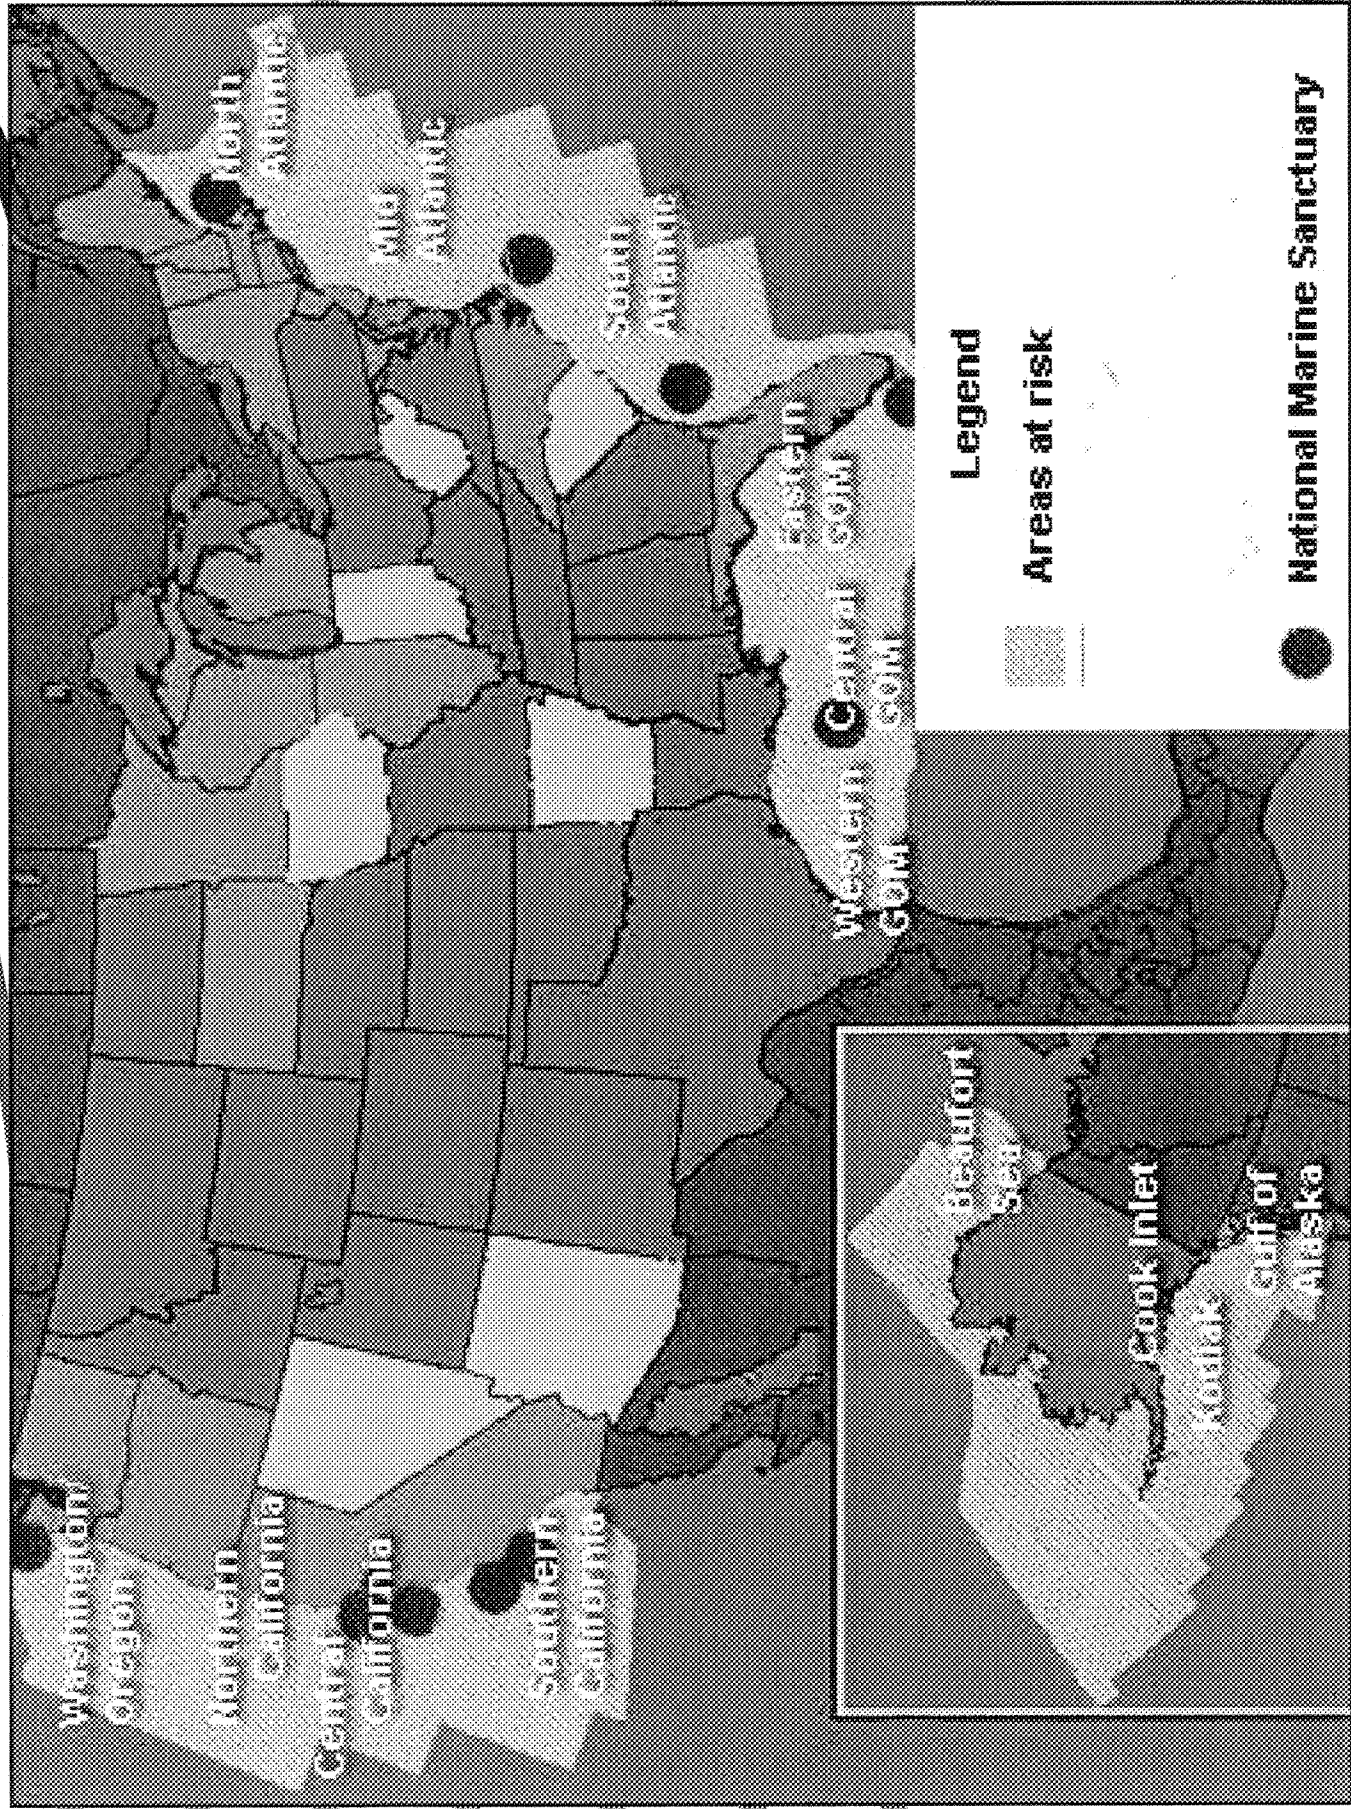 Washington
Oregon
Northern
California
Central
California
Southern
California
North
Atlantic
Mid
Atlantic
South
Atlantic
Eastern
GOM
Central
GOM
Western
GOM
Beaufort
Sea
Cook Inlet
Kodiak
Gulf of
Alaska
Legend
Areas at risk
National Marine Sanctuary